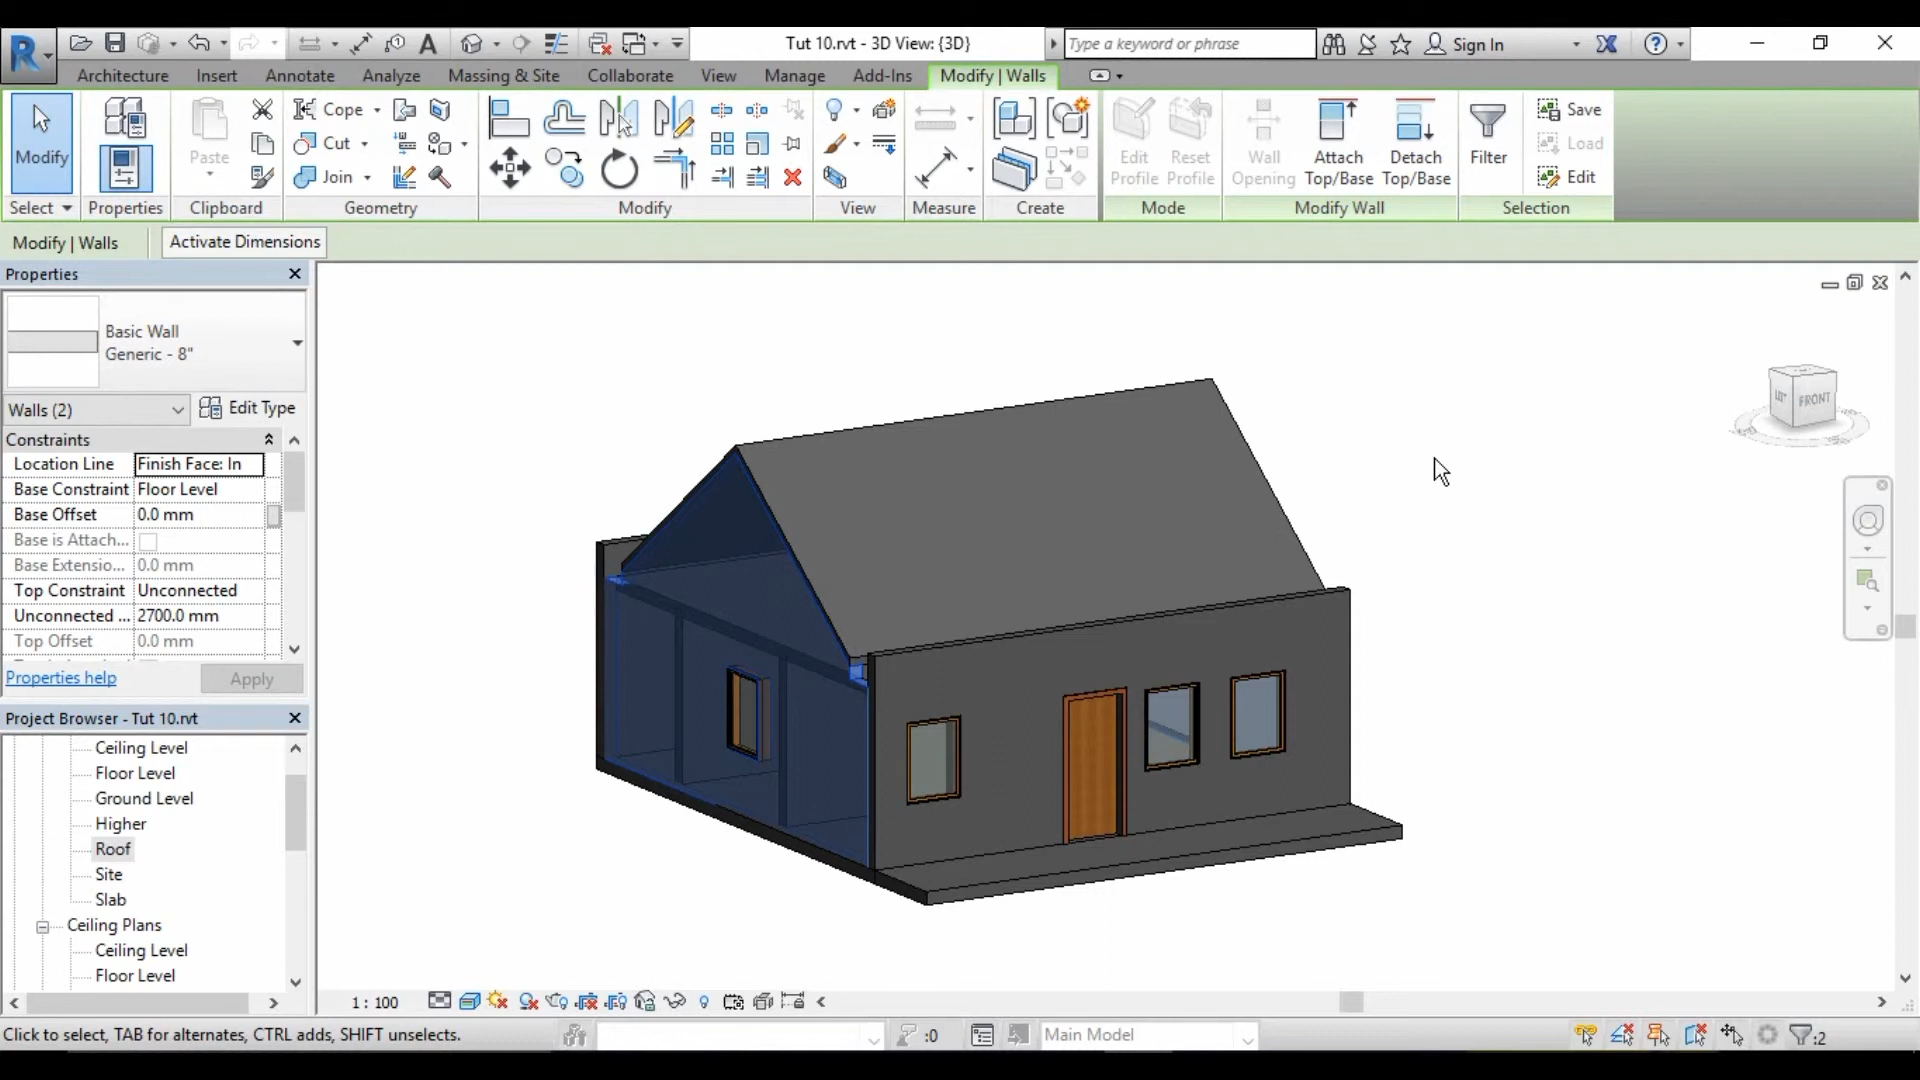 Tut 10.rvt - 3D View: {3D}
Type a keyword or phrase
Sign In
Architecture Insert Annotate Analyze Massing & Site Collaborate View Manage Add-Ins Modify | Walls
Modify
Paste
Cope
Cut
Join
Edit Profile
Reset Profile
Wall Opening
Attach Top/Base
Detach Top/Base
Filter
Save
Load
Edit
Select Properties Clipboard Geometry Modify View Measure Create Mode Modify Wall Selection
Modify | Walls Activate Dimensions
Properties
Basic Wall
Generic - 8"
Walls (2) Edit Type
Constraints
Location Line Finish Face: In
Base Constraint Floor Level
Base Offset 0.0 mm
Base is Attach...
Base Extensio... 0.0 mm
Top Constraint Unconnected
Unconnected ... 2700.0 mm
Top Offset 0.0 mm
Properties help Apply
Project Browser - Tut 10.rvt
Ceiling Level
Floor Level
Ground Level
Higher
Roof
Site
Slab
Ceiling Plans
Ceiling Level
Floor Level
FRONT
1 : 100
Click to select, TAB for alternates, CTRL adds, SHIFT unselects.
:0
Main Model
:2